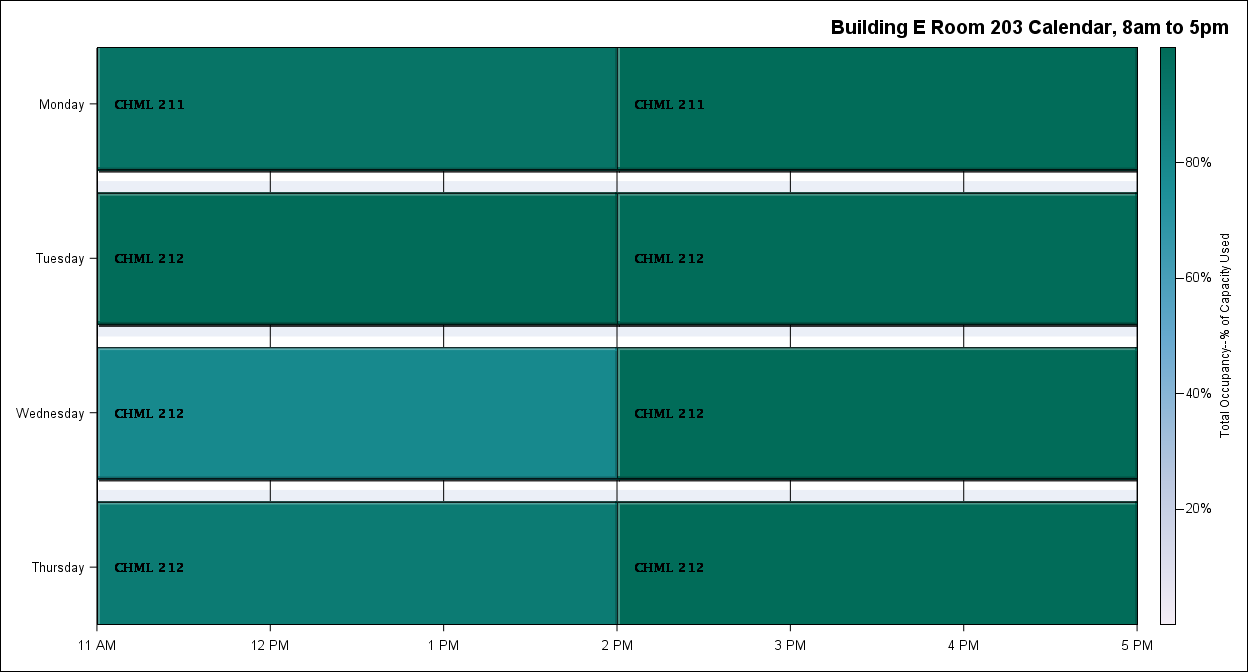 Building E Room 203 Calendar, 8am to 5pm
Monday
CHML 211
CHML 211
Tuesday
CHML 212
CHML 212
Wednesday
CHML 212
CHML 212
Thursday
CHML 212
CHML 212
11 AM
12 PM
1 PM
2 PM
3 PM
4 PM
5 PM
80%
60%
40%
20%
Total Occupancy--% of Capacity Used